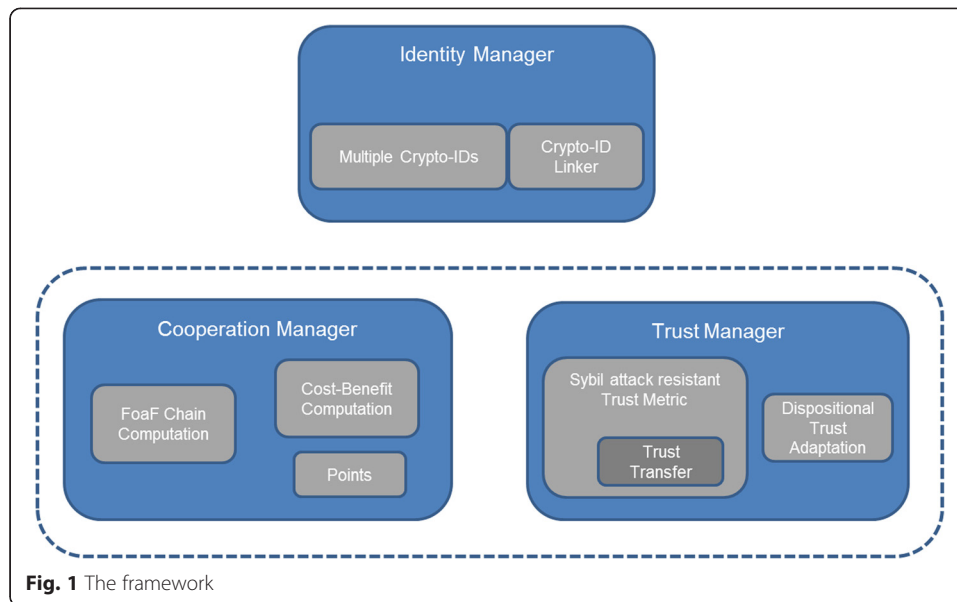 Identity Manager
Multiple Crypto-IDs
Crypto-ID
Linker
Cooperation Manager
FoaF Chain
Computation
Cost-Benefit
Computation
Points
Trust Manager
Sybil attack resistant
Trust Metric
Trust
Transfer
Dispositional
Trust
Adaptation
Fig. 1 The framework